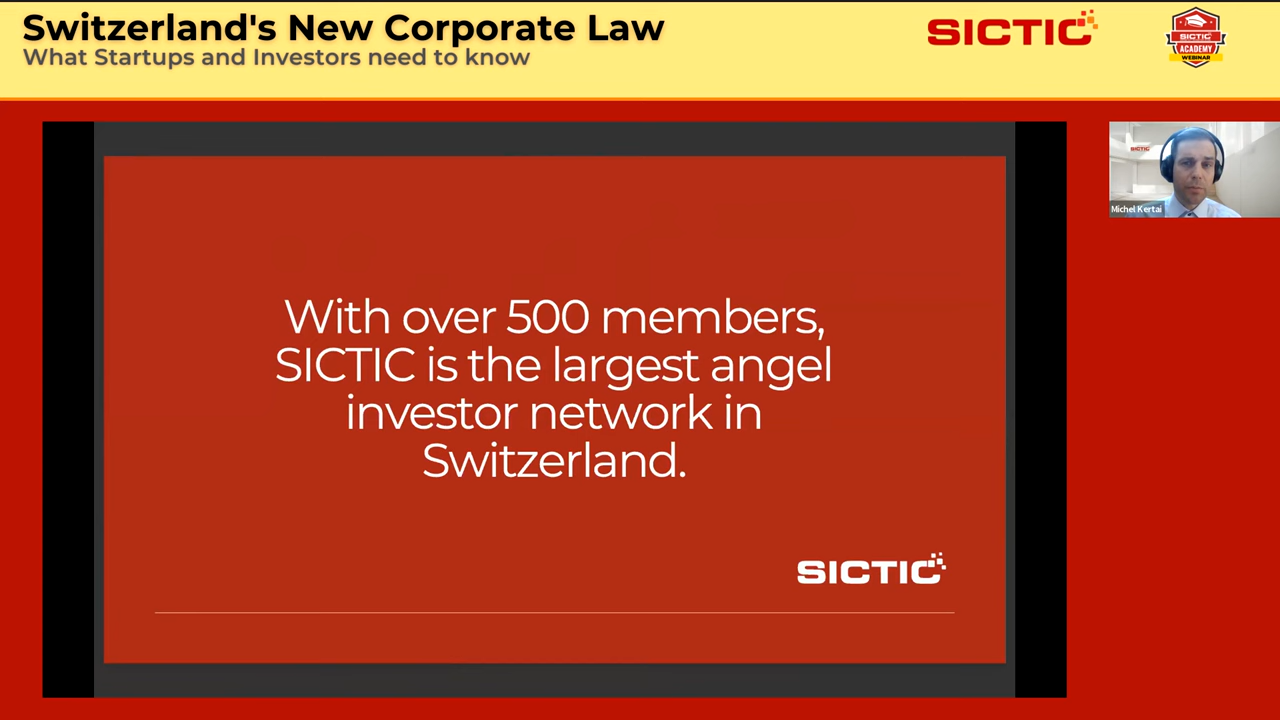 Switzerland's New Corporate Law
What Startups and Investors need to know
SICTIC
SICTIC
ACADEMY
WEBINAR
SICTIC
Michel Kertai
With over 500 members,
SICTIC is the largest angel
investor network in
Switzerland.
SICTIC